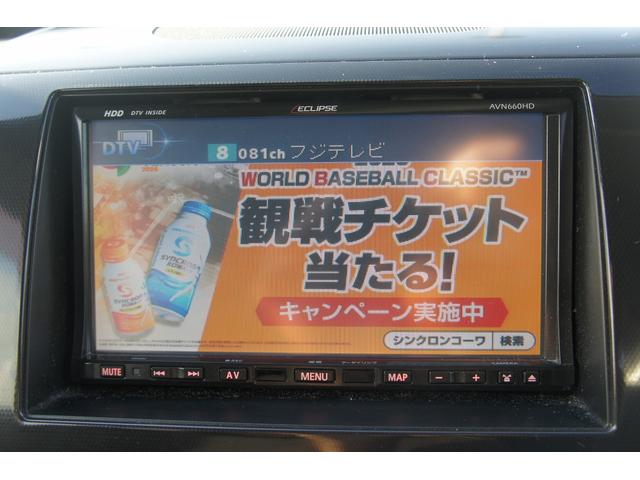 HDD DTV INSIDE ECLIPSE AVN660HD
DTV 8 081ch フジテレビ
2026
WORLD BASEBALL CLASSIC™
観戦チケット
当たる!
キャンペーン実施中
シンクロンコーワ 検索
MUTE AV MENU MAP − +